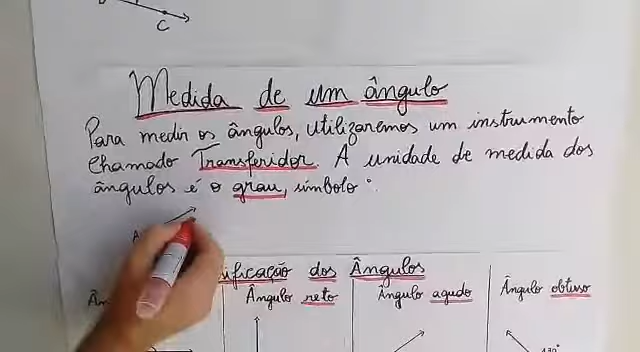 C
Medida de um ângulo
Para medir os ângulos, utilizaremos um instrumento
chamado Transferidor. A unidade de medida dos
ângulos é o grau, símbolo °.
A
dos Ângulos
Ângulo reto
Ângulo agudo
Ângulo obtuso